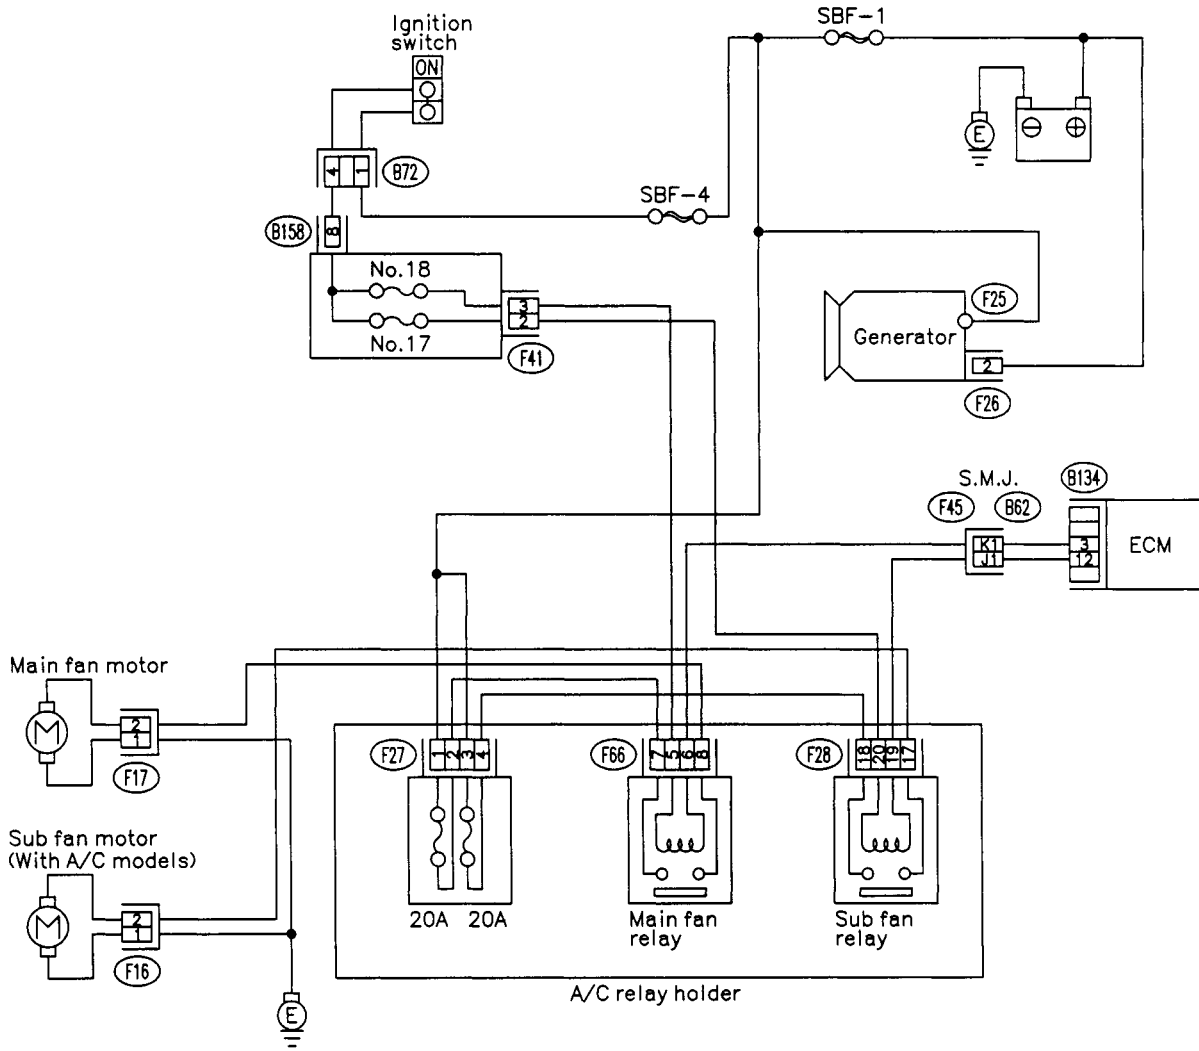 Ignition
switch
ON
SBF-1
E
⊖ ⊕
4 1
B72
SBF-4
B158
8
No.18
No.17
3
2
F41
Generator
F25
2
F26
S.M.J.
F45
B62
B134
K1
J1
3
12
ECM
Main fan motor
M
2
1
F17
Sub fan motor
(With A/C models)
M
2
1
F16
E
F27
1 2 3 4
20A 20A
F66
7 5 6 8
Main fan
relay
F28
18 20 19 17
Sub fan
relay
A/C relay holder